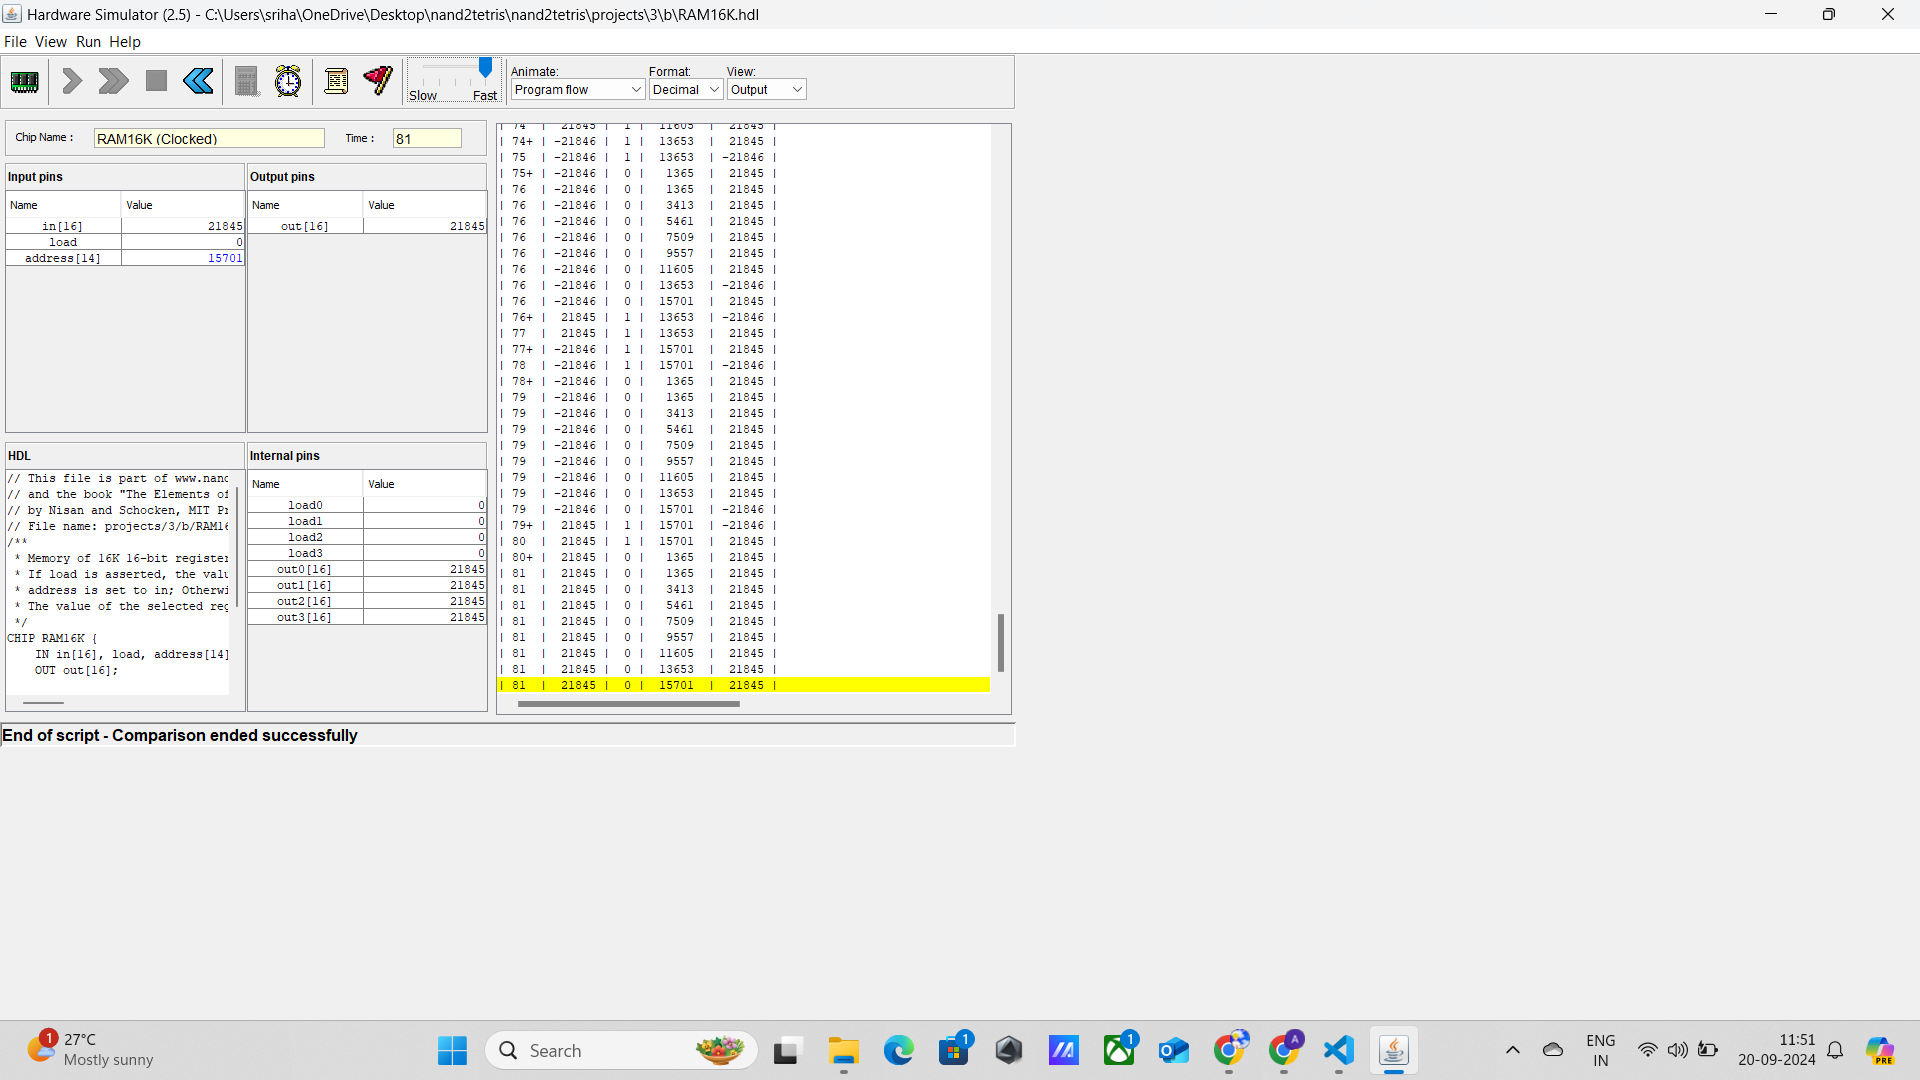 Hardware Simulator (2.5) - C:\Users\sriha\OneDrive\Desktop\nand2tetris\nand2tetris\projects\3\b\RAM16K.hdl
File View Run Help
Slow Fast
Animate: Format: View:
Program flow Decimal Output
Chip Name : RAM16K (Clocked) Time : 81
Input pins
Name Value
in[16] 21845
load 0
address[14] 15701
Output pins
Name Value
out[16] 21845
HDL
// This file is part of www.nand
// and the book "The Elements of
// by Nisan and Schocken, MIT Pr
// File name: projects/3/b/RAM16
/**
* Memory of 16K 16-bit register
* If load is asserted, the valu
* address is set to in; Otherwi
* The value of the selected reg
*/
CHIP RAM16K {
IN in[16], load, address[14]
OUT out[16];
Internal pins
Name Value
load0 0
load1 0
load2 0
load3 0
out0[16] 21845
out1[16] 21845
out2[16] 21845
out3[16] 21845
| 74 | 21845 | 1 | 11605 | 21845 |
| 74+ | -21846 | 1 | 13653 | 21845 |
| 75 | -21846 | 1 | 13653 | -21846 |
| 75+ | -21846 | 0 | 1365 | 21845 |
| 76 | -21846 | 0 | 1365 | 21845 |
| 76 | -21846 | 0 | 3413 | 21845 |
| 76 | -21846 | 0 | 5461 | 21845 |
| 76 | -21846 | 0 | 7509 | 21845 |
| 76 | -21846 | 0 | 9557 | 21845 |
| 76 | -21846 | 0 | 11605 | 21845 |
| 76 | -21846 | 0 | 13653 | -21846 |
| 76 | -21846 | 0 | 15701 | 21845 |
| 76+ | 21845 | 1 | 13653 | -21846 |
| 77 | 21845 | 1 | 13653 | 21845 |
| 77+ | -21846 | 1 | 15701 | 21845 |
| 78 | -21846 | 1 | 15701 | -21846 |
| 78+ | -21846 | 0 | 1365 | 21845 |
| 79 | -21846 | 0 | 1365 | 21845 |
| 79 | -21846 | 0 | 3413 | 21845 |
| 79 | -21846 | 0 | 5461 | 21845 |
| 79 | -21846 | 0 | 7509 | 21845 |
| 79 | -21846 | 0 | 9557 | 21845 |
| 79 | -21846 | 0 | 11605 | 21845 |
| 79 | -21846 | 0 | 13653 | 21845 |
| 79 | -21846 | 0 | 15701 | -21846 |
| 79+ | 21845 | 1 | 15701 | -21846 |
| 80 | 21845 | 1 | 15701 | 21845 |
| 80+ | 21845 | 0 | 1365 | 21845 |
| 81 | 21845 | 0 | 1365 | 21845 |
| 81 | 21845 | 0 | 3413 | 21845 |
| 81 | 21845 | 0 | 5461 | 21845 |
| 81 | 21845 | 0 | 7509 | 21845 |
| 81 | 21845 | 0 | 9557 | 21845 |
| 81 | 21845 | 0 | 11605 | 21845 |
| 81 | 21845 | 0 | 13653 | 21845 |
| 81 | 21845 | 0 | 15701 | 21845 |
End of script - Comparison ended successfully
1 27°C
Mostly sunny
Search
1
1
A
ENG
IN
11:51
20-09-2024
PRE